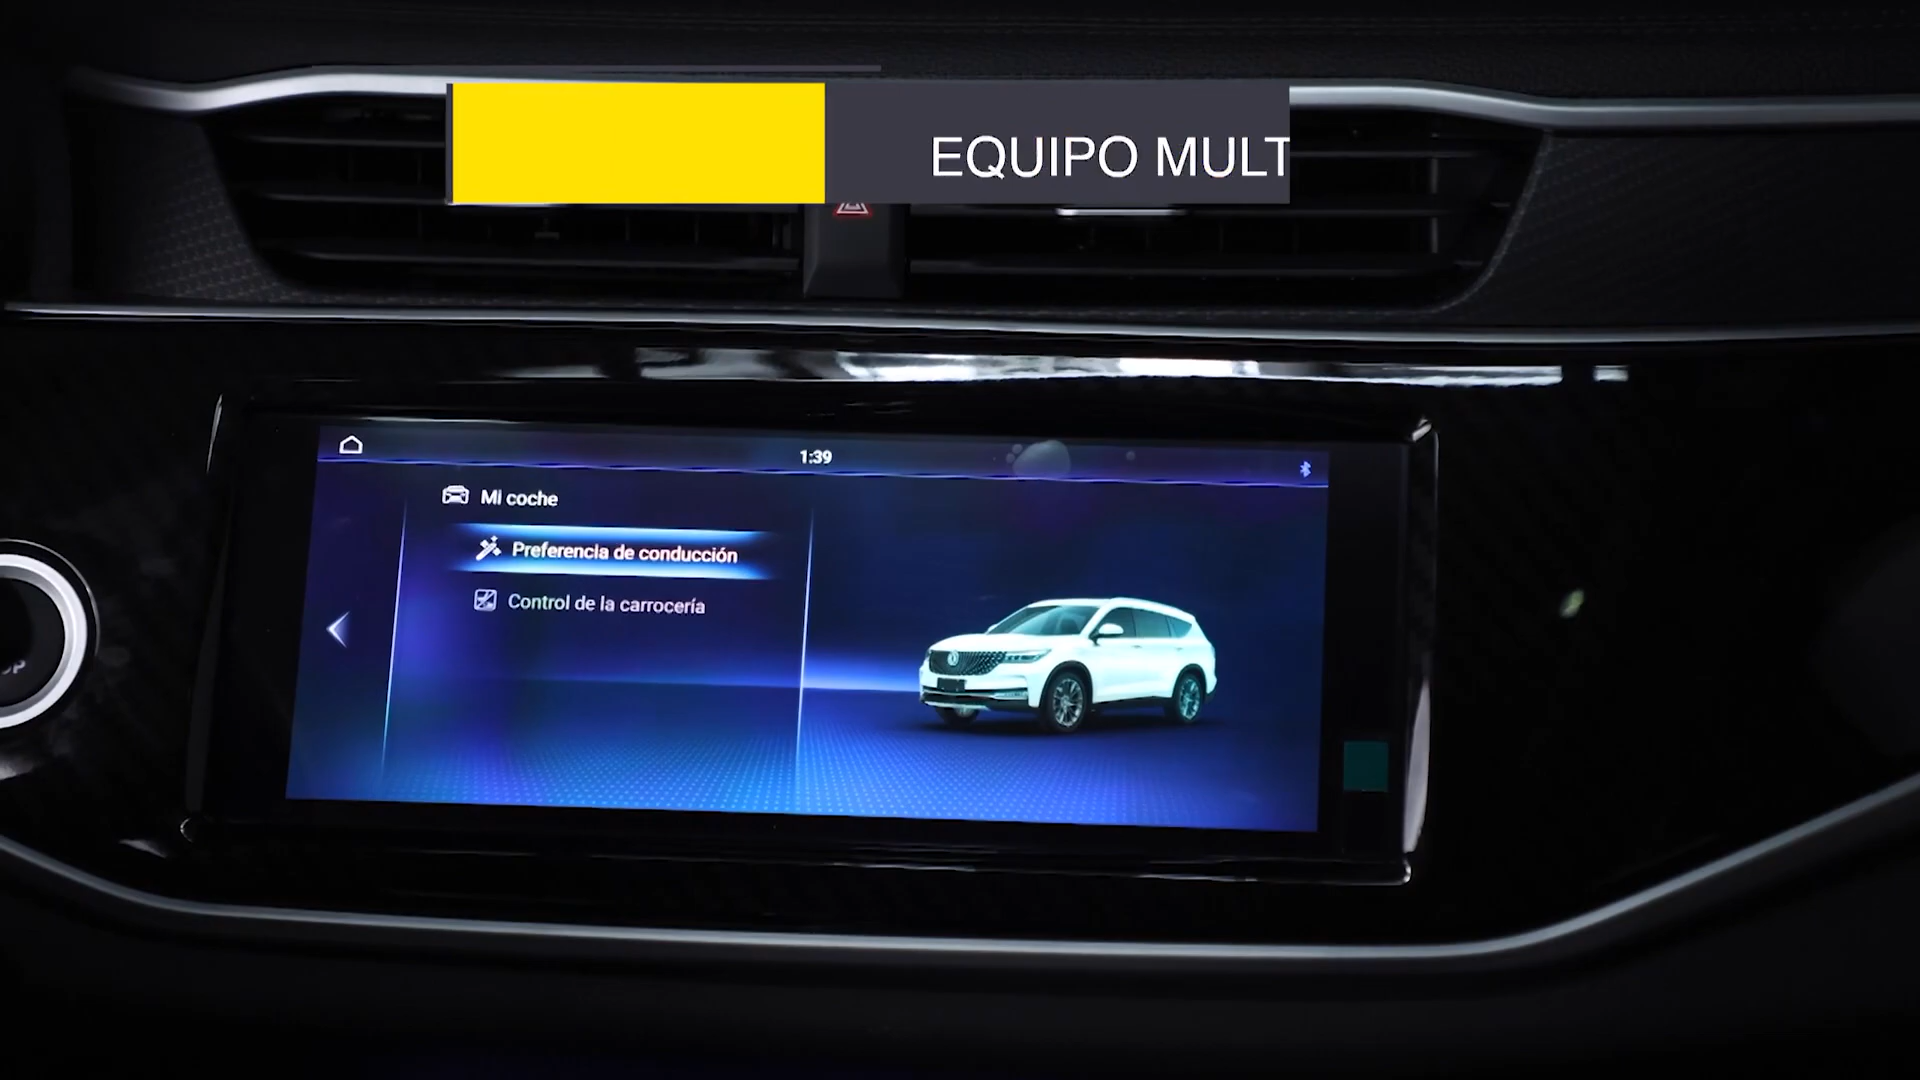 EQUIPO MULT
1:39
Mi coche
Preferencia de conducción
Control de la carrocería